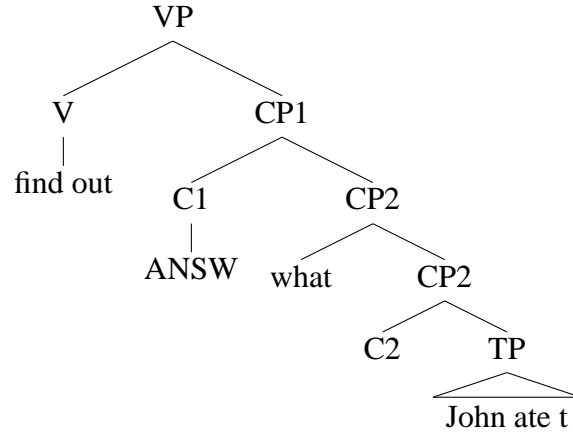 VP
V CP1
find out
C1 CP2
ANSW what CP2
C2 TP
John ate t